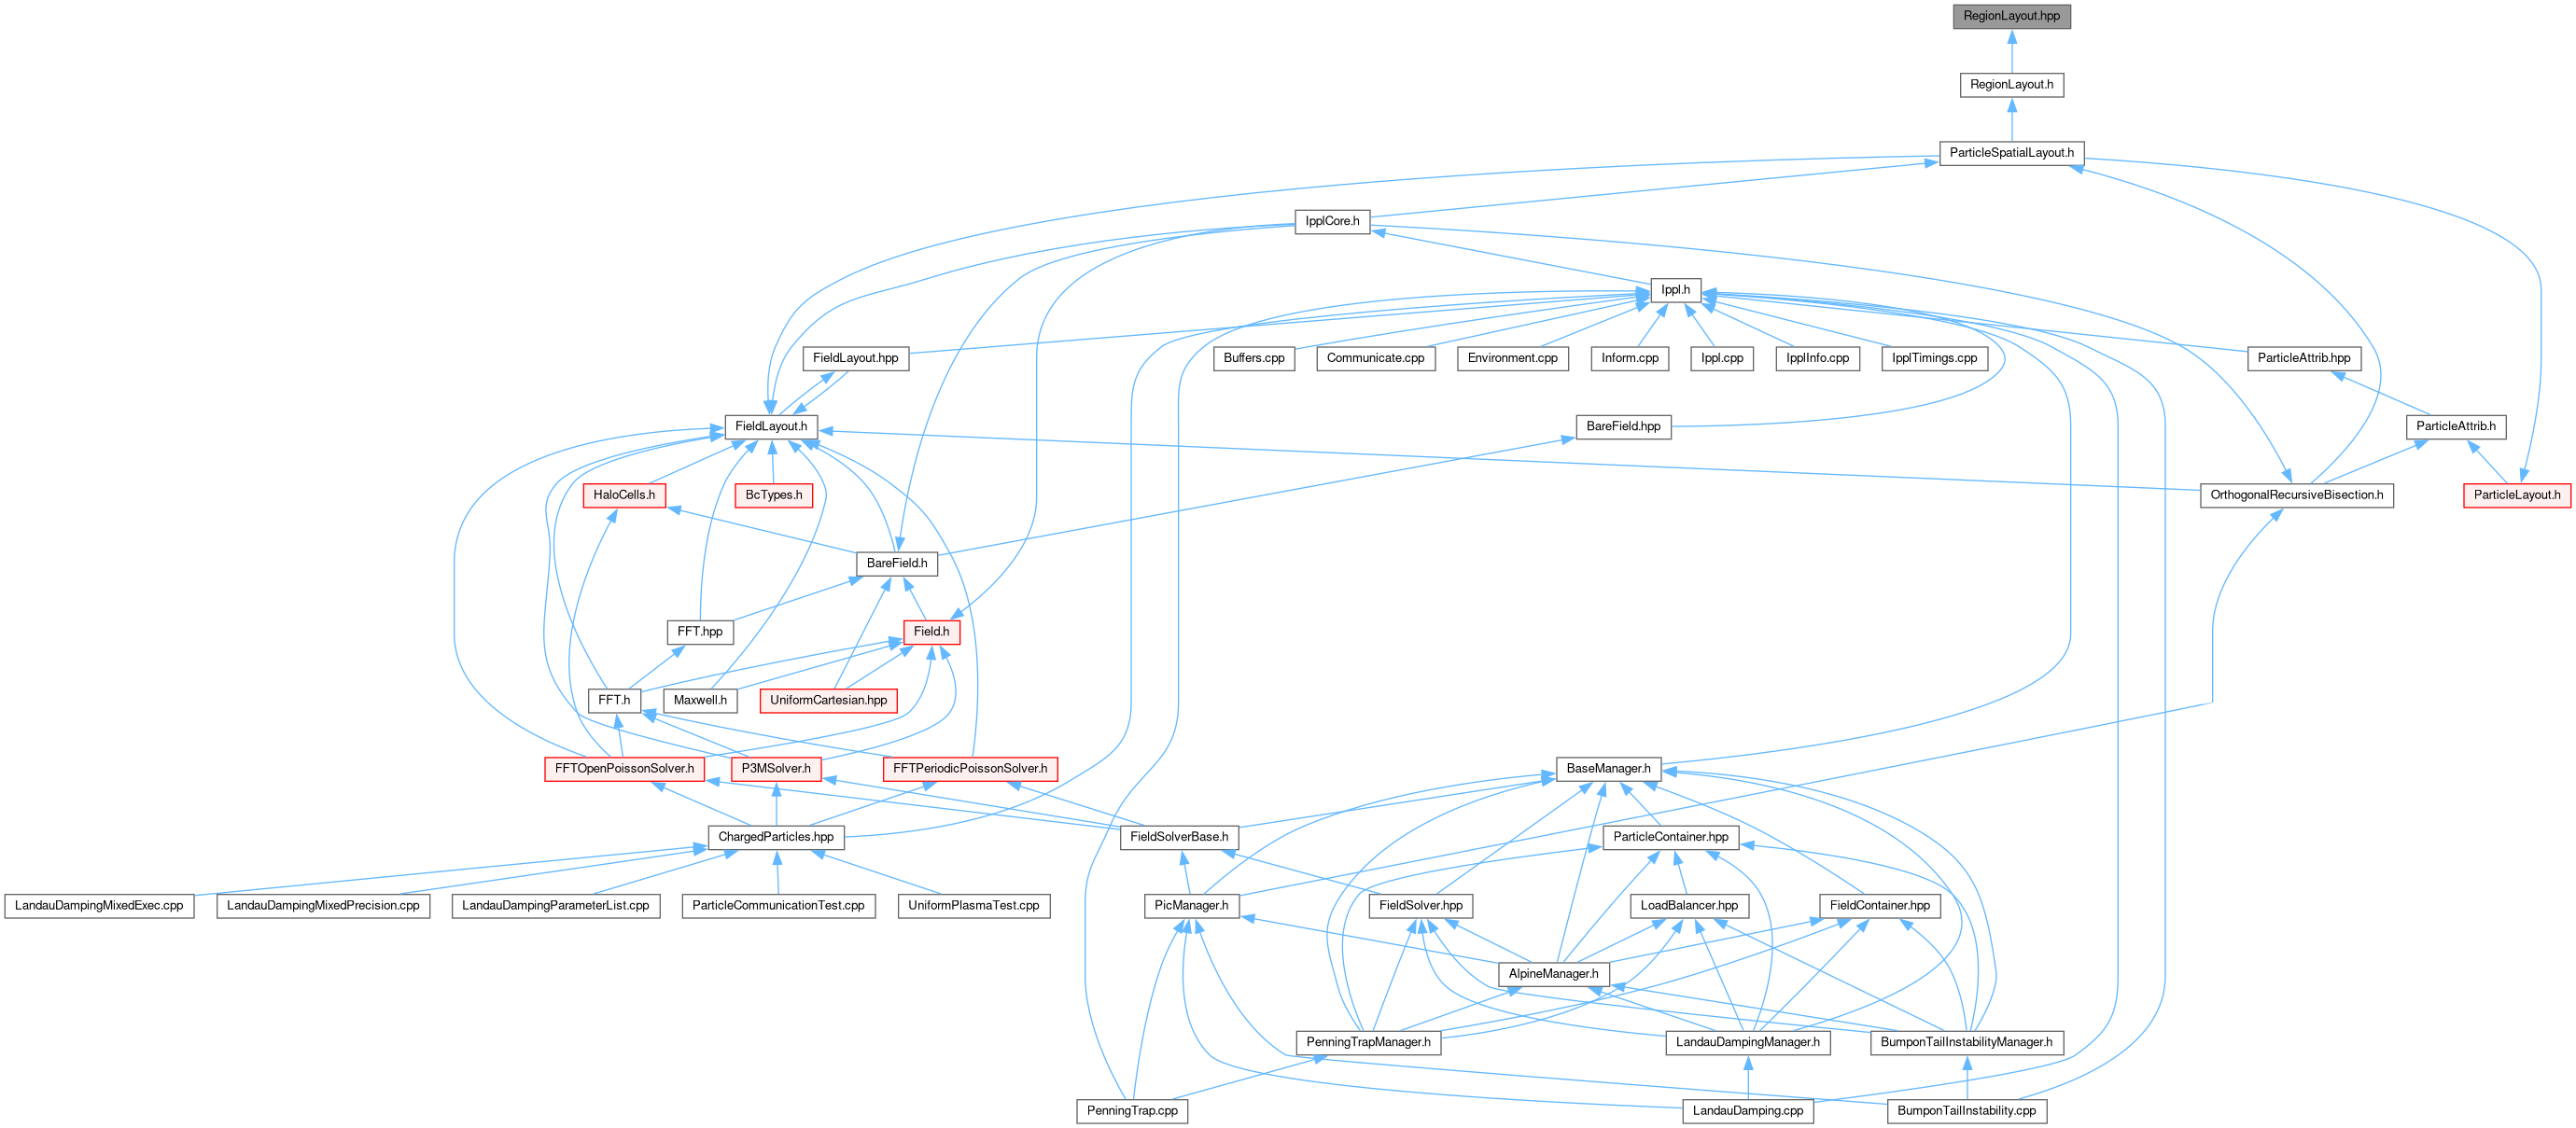 RegionLayout.hpp
RegionLayout.h
ParticleSpatialLayout.h
IpplCore.h
Ippl.h
FieldLayout.hpp
Buffers.cpp
Communicate.cpp
Environment.cpp
Inform.cpp
Ippl.cpp
IpplInfo.cpp
IpplTimings.cpp
ParticleAttrib.hpp
FieldLayout.h
BareField.hpp
ParticleAttrib.h
HaloCells.h
BcTypes.h
OrthogonalRecursiveBisection.h
ParticleLayout.h
BareField.h
FFT.hpp
Field.h
FFT.h
Maxwell.h
UniformCartesian.hpp
FFTOpenPoissonSolver.h
P3MSolver.h
FFTPeriodicPoissonSolver.h
BaseManager.h
ChargedParticles.hpp
FieldSolverBase.h
ParticleContainer.hpp
LandauDampingMixedExec.cpp
LandauDampingMixedPrecision.cpp
LandauDampingParameterList.cpp
ParticleCommunicationTest.cpp
UniformPlasmaTest.cpp
PicManager.h
FieldSolver.hpp
LoadBalancer.hpp
FieldContainer.hpp
AlpineManager.h
PenningTrapManager.h
LandauDampingManager.h
BumponTailInstabilityManager.h
PenningTrap.cpp
LandauDamping.cpp
BumponTailInstability.cpp